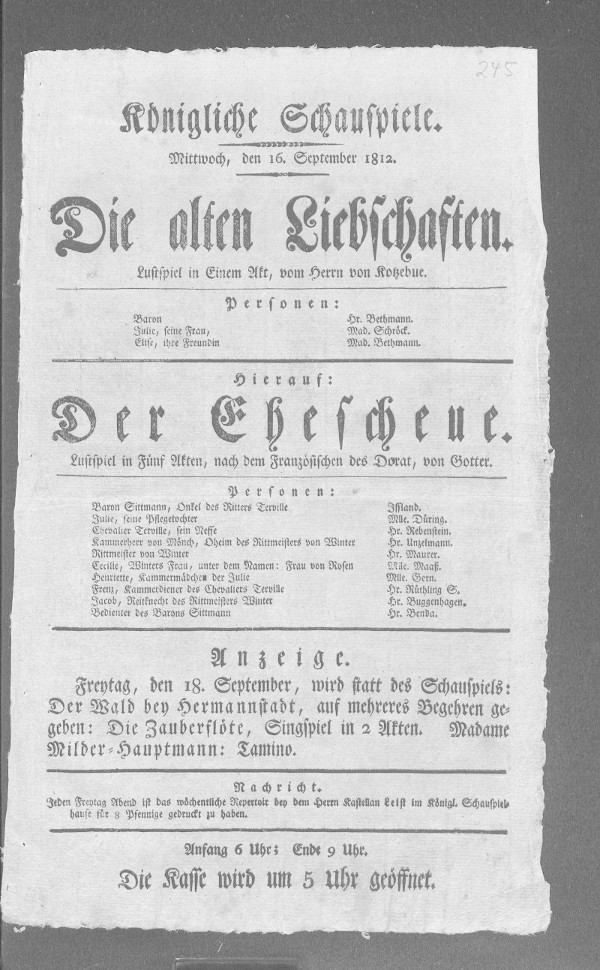 245
Königliche Schauspiele.
Mittwoch, den 16. September 1812.
Die alten Liebschaften.
Lustspiel in Einem Akt, vom Herrn von Kotzebue.
Personen:
Baron Hr. Bethmann.
Julie, seine Frau, Mad. Schröck.
Elise, ihre Freundin Mad. Bethmann.
Hierauf:
Der Ehescheue.
Lustspiel in Fünf Akten, nach dem Französischen des Dorat, von Gotter.
Personen:
Baron Sittmann, Onkel des Ritters Terville Iffland.
Julie, seine Pflegetochter Mlle. Düring.
Chevalier Terville, sein Neffe Hr. Rebenstein.
Kammerherr von Mönch, Oheim des Rittmeisters von Winter Hr. Unzelmann.
Rittmeister von Winter Hr. Maurer.
Cecilie, Winters Frau, unter dem Namen: Frau von Rosen Mlle. Maaß.
Henriette, Kammermädchen der Julie Mlle. Gern.
Frenz, Kammerdiener des Chevaliers Terville Hr. Rüthling S.
Jacob, Reitknecht des Rittmeisters Winter Hr. Buggenhagen.
Bedienter des Barons Sittmann Hr. Benda.
Anzeige.
Freytag, den 18. September, wird statt des Schauspiels:
Der Wald bey Hermannstadt, auf mehreres Begehren ge-
geben: Die Zauberflöte, Singspiel in 2 Akten. Madame
Milder-Hauptmann: Tamino.
Nachricht.
Jeden Freytag Abend ist das wöchentliche Repertoir bey dem Herrn Kastellan Leist im Königl. Schauspiel-
hause für 8 Pfennige gedruckt zu haben.
Anfang 6 Uhr; Ende 9 Uhr.
Die Kasse wird um 5 Uhr geöffnet.